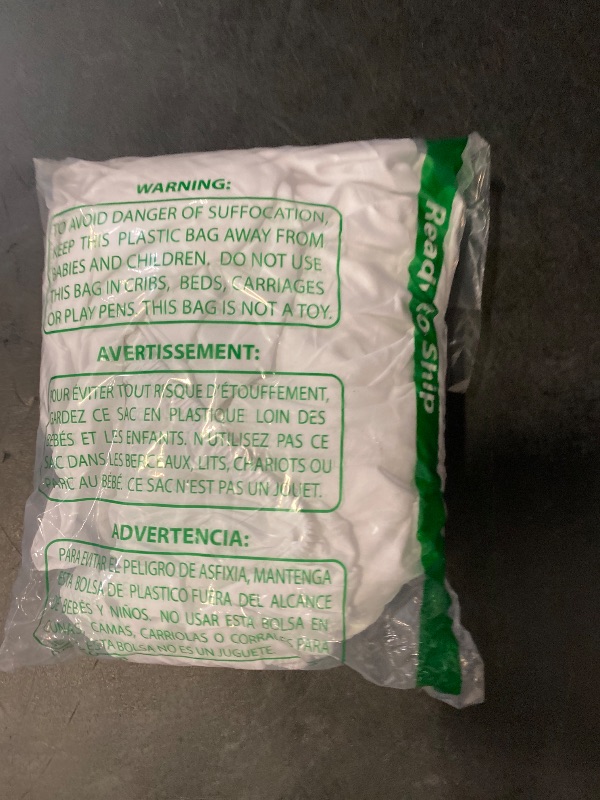 WARNING:
TO AVOID DANGER OF SUFFOCATION,
KEEP THIS PLASTIC BAG AWAY FROM
BABIES AND CHILDREN. DO NOT USE
THIS BAG IN CRIBS, BEDS, CARRIAGES
OR PLAY PENS. THIS BAG IS NOT A TOY.
AVERTISSEMENT:
POUR ÉVITER TOUT RISQUE D'ÉTOUFFEMENT,
GARDEZ CE SAC EN PLASTIQUE LOIN DES
BÉBÉS ET LES ENFANTS. N'UTILISEZ PAS CE
SAC DANS LES BERCEAUX, LITS, CHARIOTS OU
PARC AU BÉBÉ. CE SAC N'EST PAS UN JOUET.
ADVERTENCIA:
PARA EVITAR EL PELIGRO DE ASFIXIA, MANTENGA
ESTA BOLSA DE PLASTICO FUERA DEL ALCANCE
DE BEBÉS Y NIÑOS. NO USAR ESTA BOLSA EN
CUNAS, CAMAS, CARRIOLAS O CORRALES PARA
ESTA BOLSA NO ES UN JUGUETE.
Ready to Ship